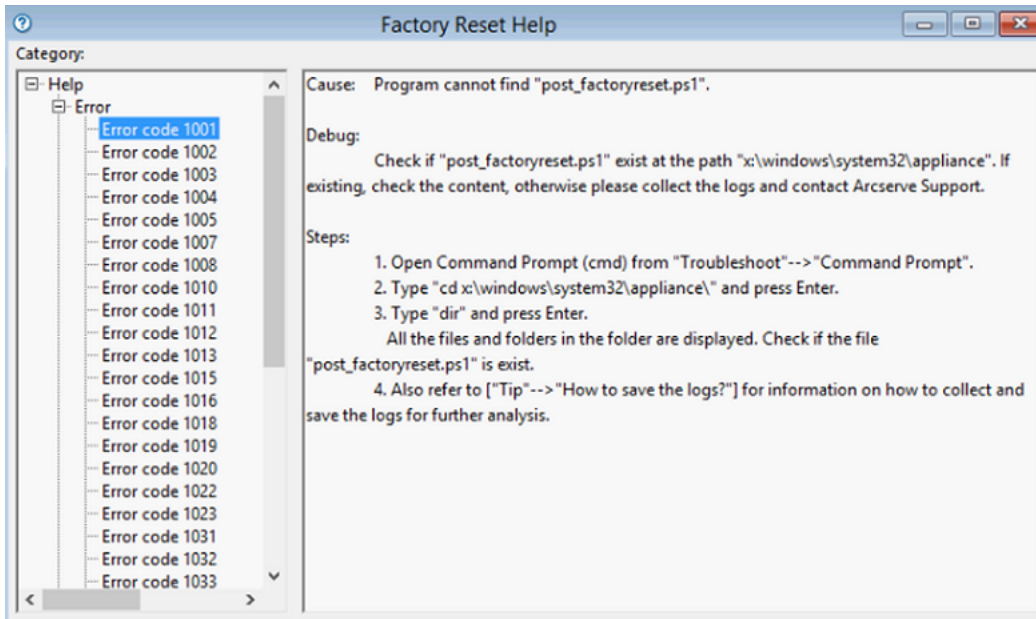 Factory Reset Help
Category:
Help
Error
Error code 1001
Error code 1002
Error code 1003
Error code 1004
Error code 1005
Error code 1007
Error code 1008
Error code 1010
Error code 1011
Error code 1012
Error code 1013
Error code 1015
Error code 1016
Error code 1018
Error code 1019
Error code 1020
Error code 1022
Error code 1023
Error code 1031
Error code 1032
Error code 1033
Cause: Program cannot find "post_factoryreset.ps1".
Debug:
Check if "post_factoryreset.ps1" exist at the path "x:\windows\system32\appliance". If
existing, check the content, otherwise please collect the logs and contact Arcserve Support.
Steps:
1. Open Command Prompt (cmd) from "Troubleshoot"-->"Command Prompt".
2. Type "cd x:\windows\system32\appliance\" and press Enter.
3. Type "dir" and press Enter.
All the files and folders in the folder are displayed. Check if the file
"post_factoryreset.ps1" is exist.
4. Also refer to ["Tip"-->"How to save the logs?"] for information on how to collect and
save the logs for further analysis.